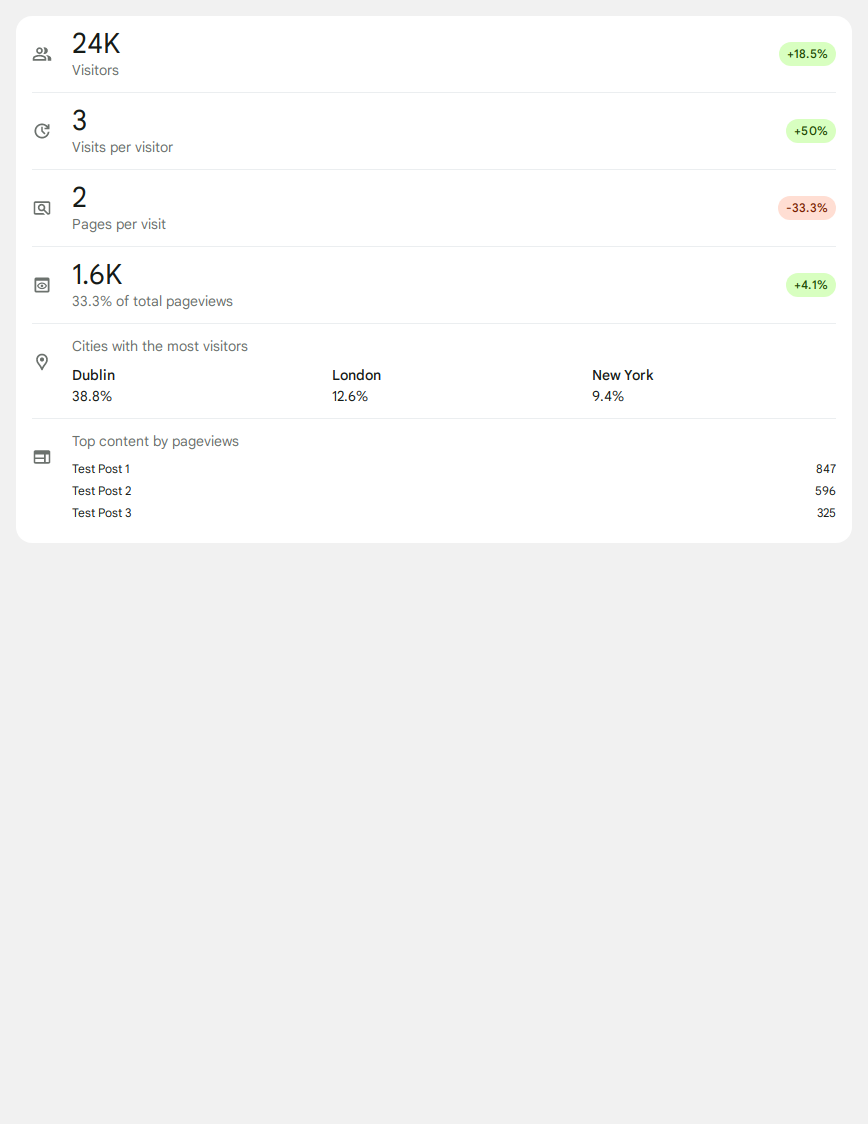 24K
Visitors
+18.5%
3
Visits per visitor
+50%
2
Pages per visit
-33.3%
1.6K
33.3% of total pageviews
+4.1%
Cities with the most visitors
Dublin London New York
38.8% 12.6% 9.4%
Top content by pageviews
Test Post 1 847
Test Post 2 596
Test Post 3 325